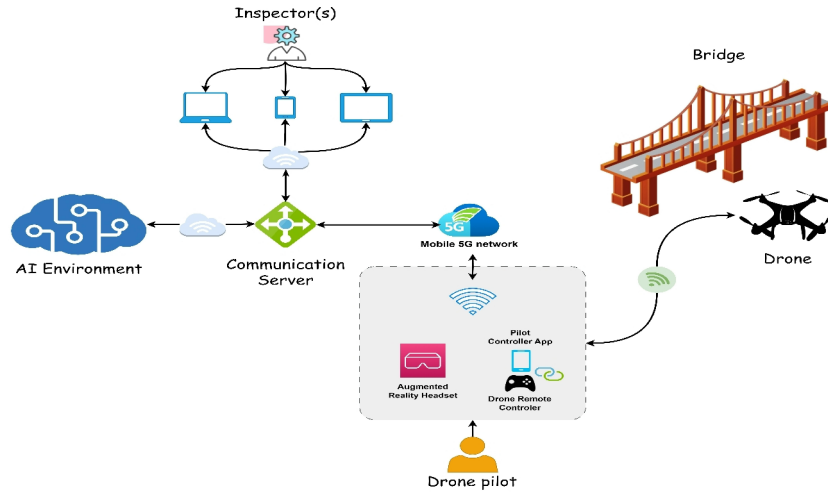 Inspector(s)
Bridge
AI Environment
Communication
Server
5G
Mobile 5G network
Drone
Pilot
Controller App
Augmented
Reality Headset
Drone Remote
Controler
Drone pilot